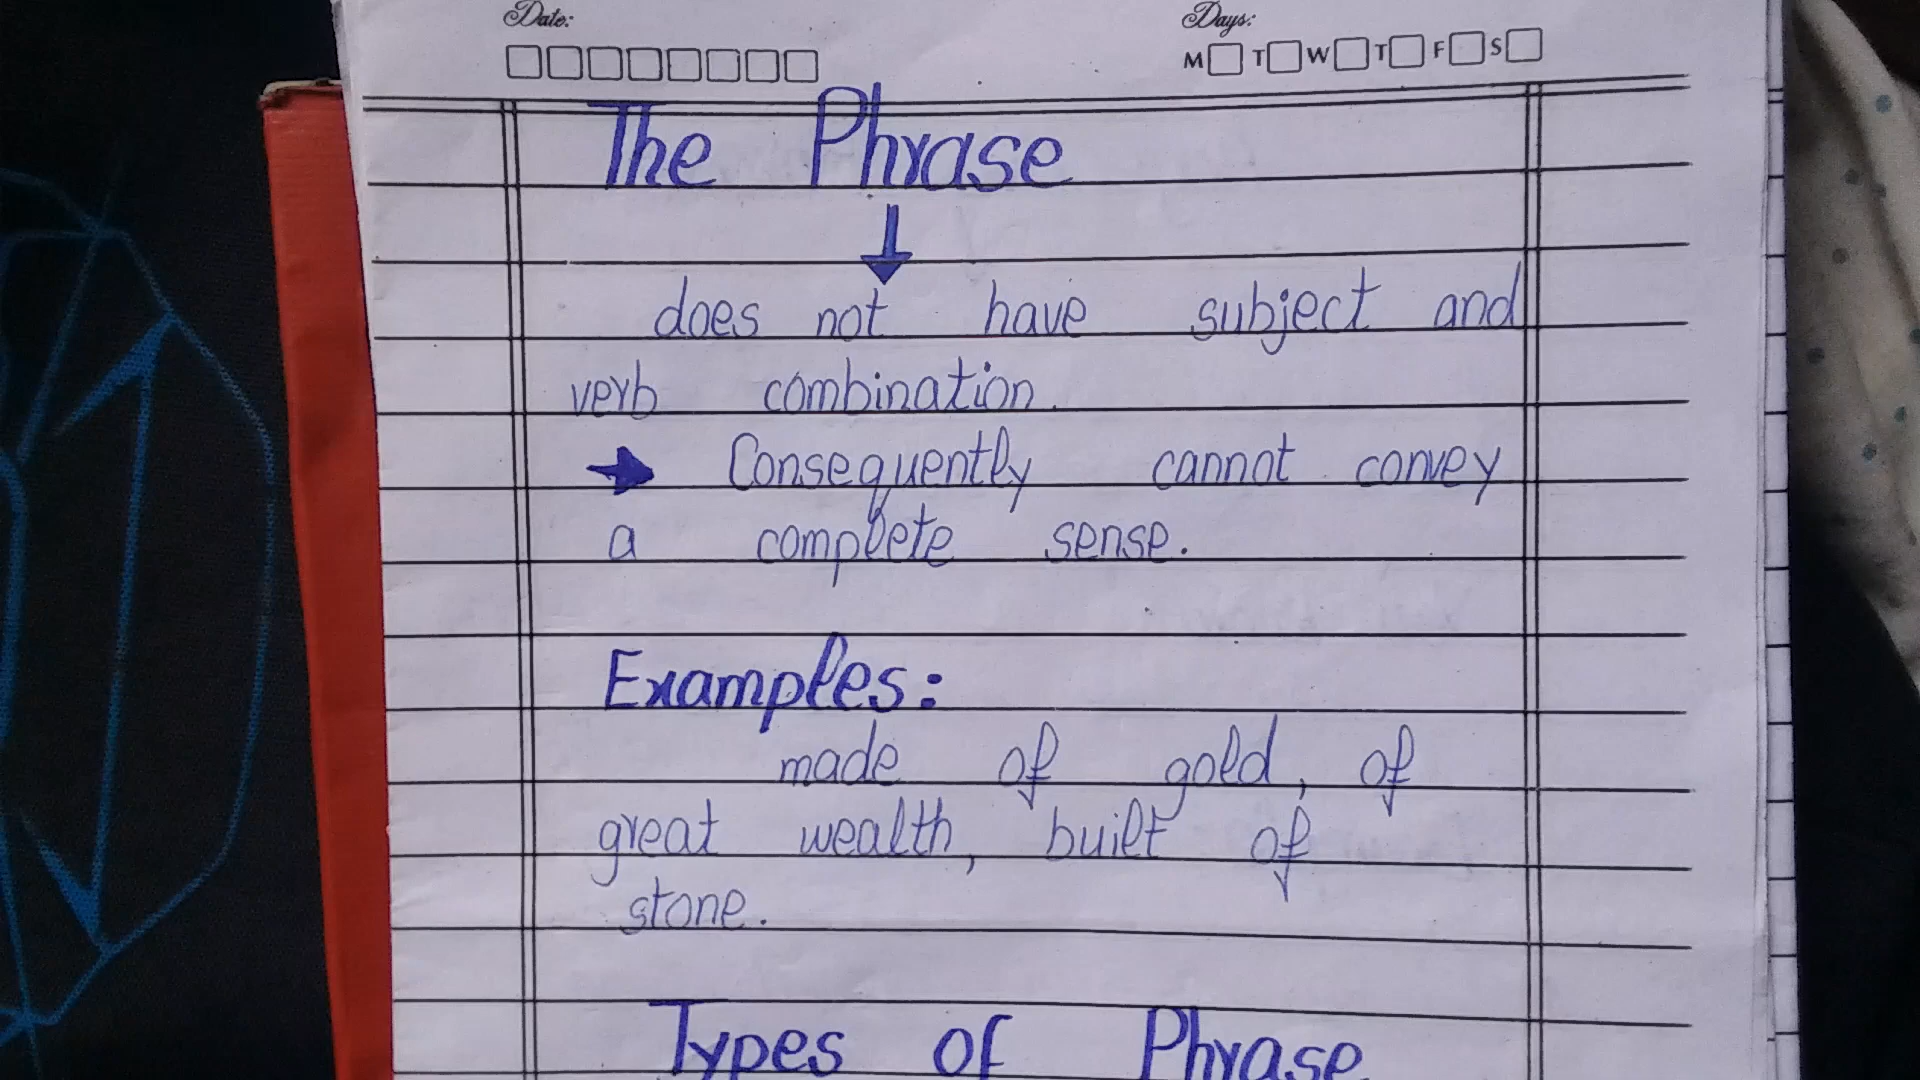 Date:
Days:
M T W T F S
The Phrase
does not have subject and
verb combination.
Consequently cannot convey
a complete sense.
Examples:
made of gold, of
great wealth, built of
stone.
Types of Phrase